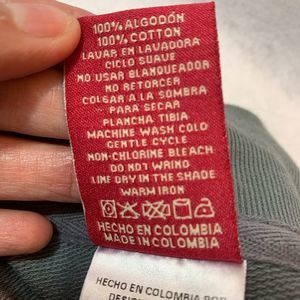 100% ALGODÓN
100% COTTON
LAVAR EN LAVADORA
CICLO SUAVE
NO USAR BLANQUEADOR
NO RETORCER
COLGAR A LA SOMBRA
PARA SECAR
PLANCHA TIBIA
MACHINE WASH COLD
GENTLE CYCLE
NON-CHLORINE BLEACH
DO NOT WRING
LINE DRY IN THE SHADE
WARM IRON
HECHO EN COLOMBIA
MADE IN COLOMBIA
HECHO EN COLOMBIA POR